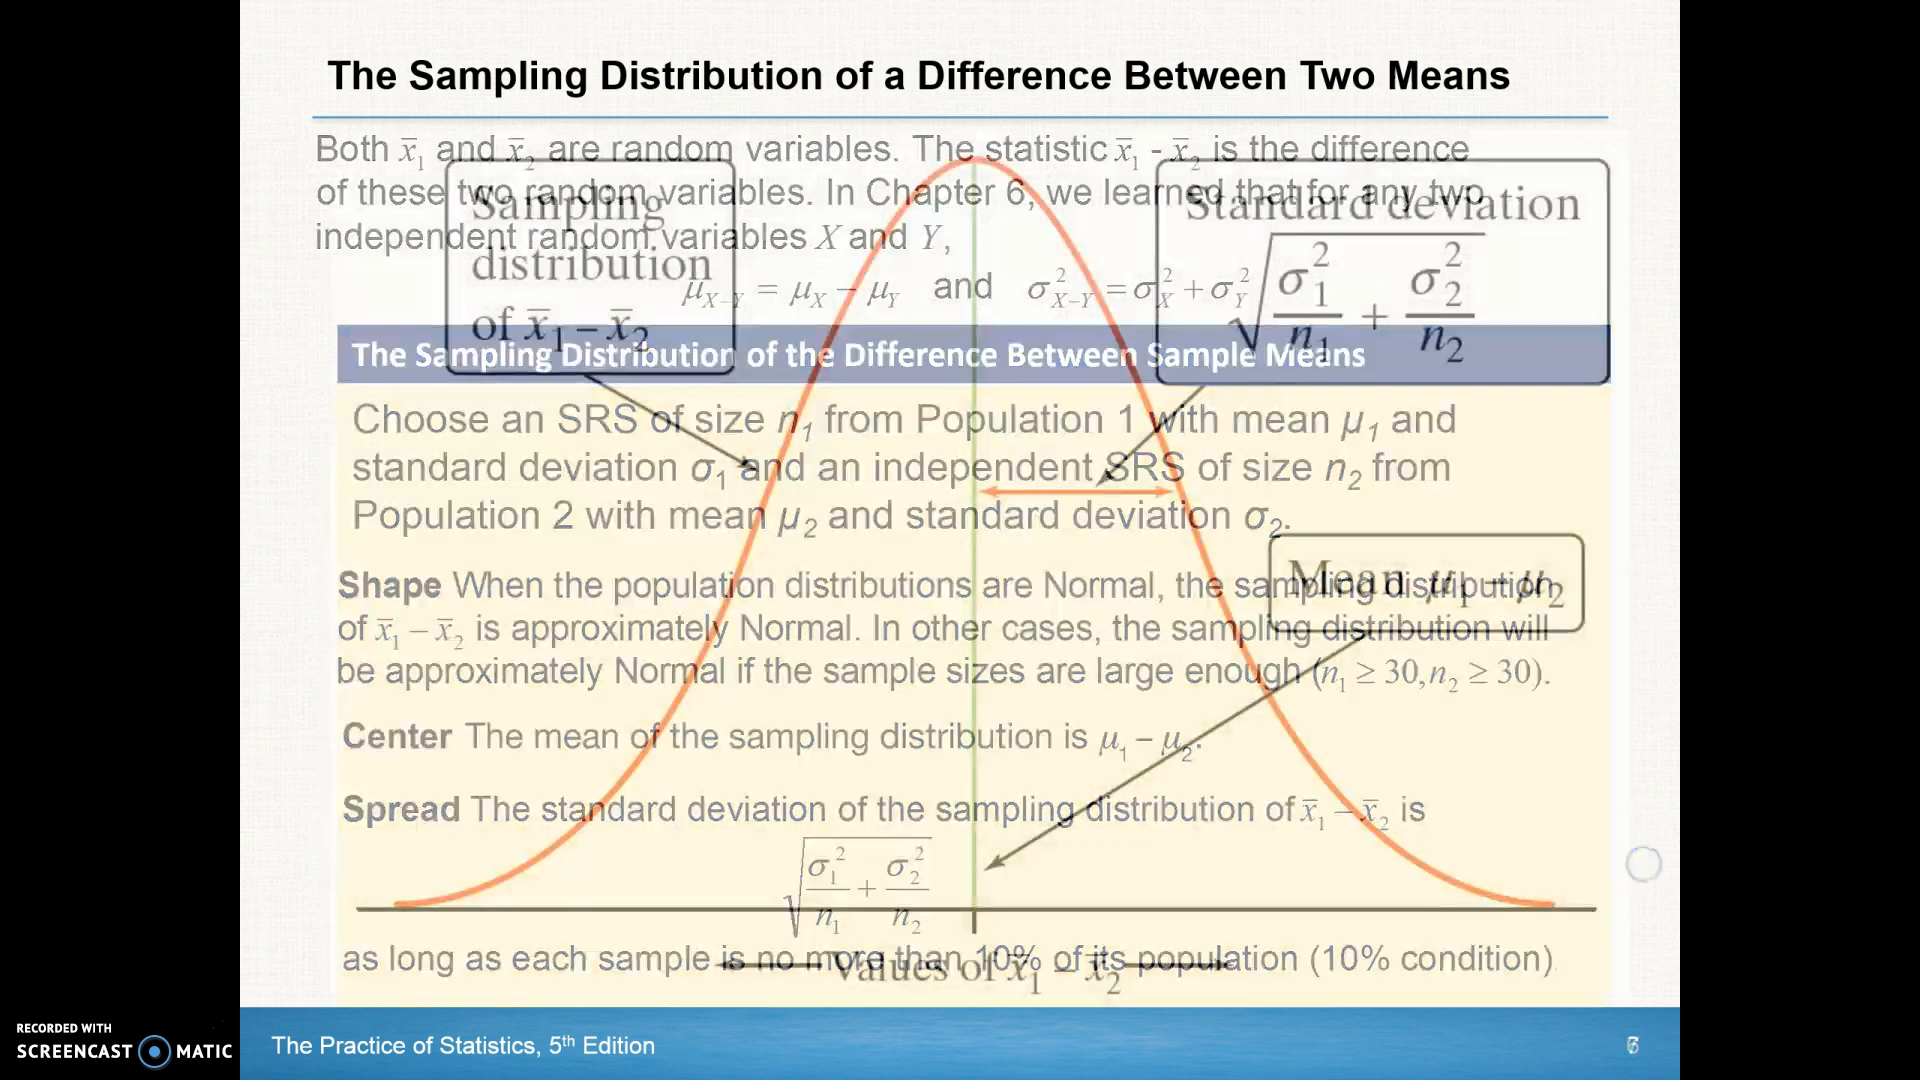 The Sampling Distribution of a Difference Between Two Means
Both x̄₁ and x̄₂ are random variables. The statistic x̄₁ - x̄₂ is the difference
of these two random variables. In Chapter 6, we learned that for any two
independent random variables X and Y,
μ_{X−Y} = μ_X − μ_Y and σ²_{X−Y} = σ²_X + σ²_Y
Sampling
distribution
of x̄₁ − x̄₂
Standard deviation
√(σ₁²/n₁ + σ₂²/n₂)
The Sampling Distribution of the Difference Between Sample Means
Choose an SRS of size n₁ from Population 1 with mean μ₁ and
standard deviation σ₁ and an independent SRS of size n₂ from
Population 2 with mean μ₂ and standard deviation σ₂.
Mean μ₁ − μ₂
Shape When the population distributions are Normal, the sampling distribution
of x̄₁ − x̄₂ is approximately Normal. In other cases, the sampling distribution will
be approximately Normal if the sample sizes are large enough (n₁ ≥ 30, n₂ ≥ 30).
Center The mean of the sampling distribution is μ₁ − μ₂.
Spread The standard deviation of the sampling distribution of x̄₁ − x̄₂ is
√(σ₁²/n₁ + σ₂²/n₂)
as long as each sample is no more than 10% of its population (10% condition).
Values of x̄₁ − x̄₂
RECORDED WITH
SCREENCAST MATIC
The Practice of Statistics, 5th Edition